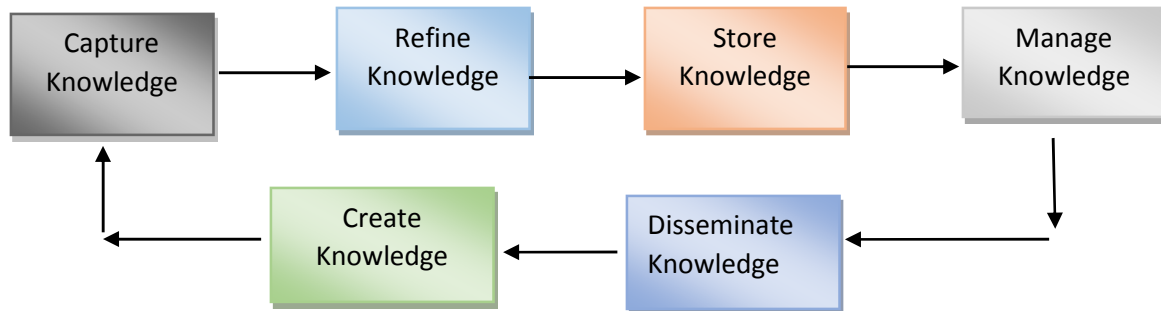 Capture
Knowledge
Refine
Knowledge
Store
Knowledge
Manage
Knowledge
Disseminate
Knowledge
Create
Knowledge